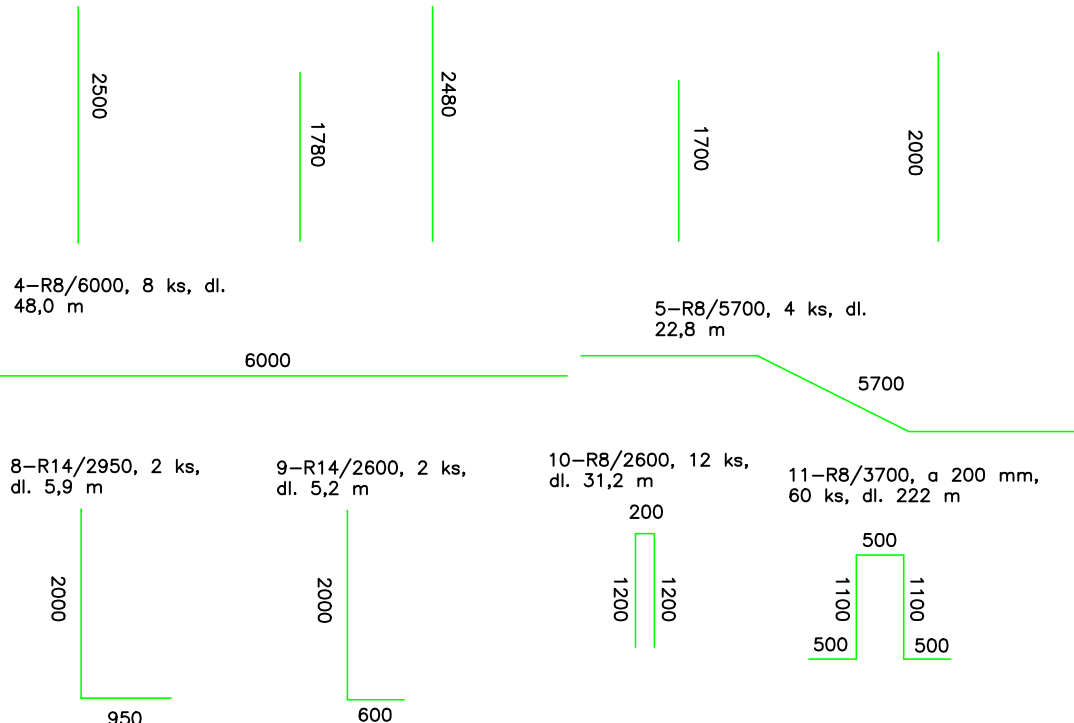 2500
1780
2480
1700
2000
4-R8/6000, 8 ks, dl.
48,0 m
5-R8/5700, 4 ks, dl.
22,8 m
6000
5700
8-R14/2950, 2 ks,
dl. 5,9 m
9-R14/2600, 2 ks,
dl. 5,2 m
10-R8/2600, 12 ks,
dl. 31,2 m
11-R8/3700, a 200 mm,
60 ks, dl. 222 m
2000
950
2000
600
200
1200
1200
500
1100
1100
500
500